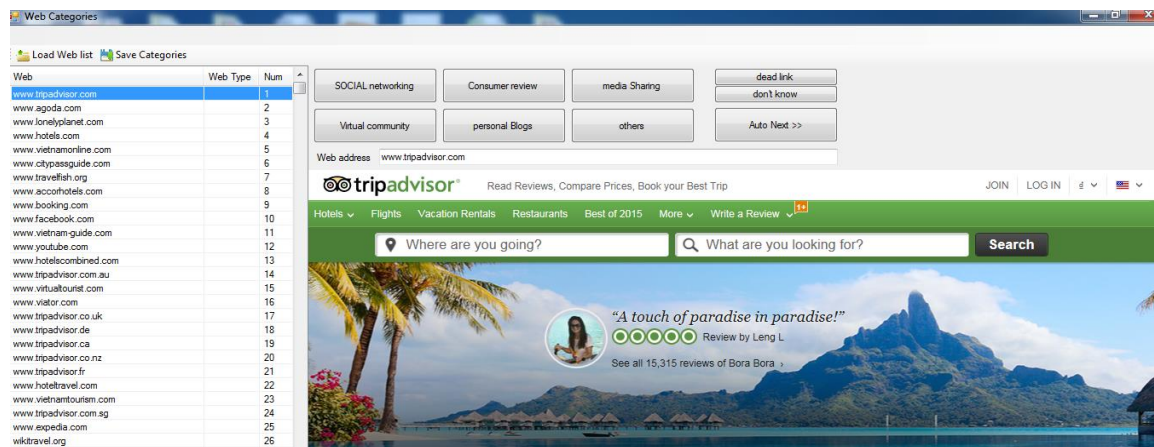 Web Categories
Load Web list Save Categories
Web Web Type Num
www.tripadvisor.com 1
www.agoda.com 2
www.lonelyplanet.com 3
www.hotels.com 4
www.vietnamonline.com 5
www.citypassguide.com 6
www.travelfish.org 7
www.accorhotels.com 8
www.booking.com 9
www.facebook.com 10
www.vietnam-guide.com 11
www.youtube.com 12
www.hotelscombined.com 13
www.tripadvisor.com.au 14
www.virtualtourist.com 15
www.viator.com 16
www.tripadvisor.co.uk 17
www.tripadvisor.de 18
www.tripadvisor.ca 19
www.tripadvisor.co.nz 20
www.tripadvisor.fr 21
www.hoteltravel.com 22
www.vietnamtourism.com 23
www.tripadvisor.com.sg 24
www.expedia.com 25
wikitravel.org 26
SOCIAL networking Consumer review media Sharing dead link
don't know
Virtual community personal Blogs others Auto Next >>
Web address www.tripadvisor.com
tripadvisor Read Reviews, Compare Prices, Book your Best Trip JOIN LOG IN ₫
Hotels Flights Vacation Rentals Restaurants Best of 2015 More Write a Review 1+
Where are you going? What are you looking for? Search
“A touch of paradise in paradise!”
Review by Leng L
See all 15,315 reviews of Bora Bora ›